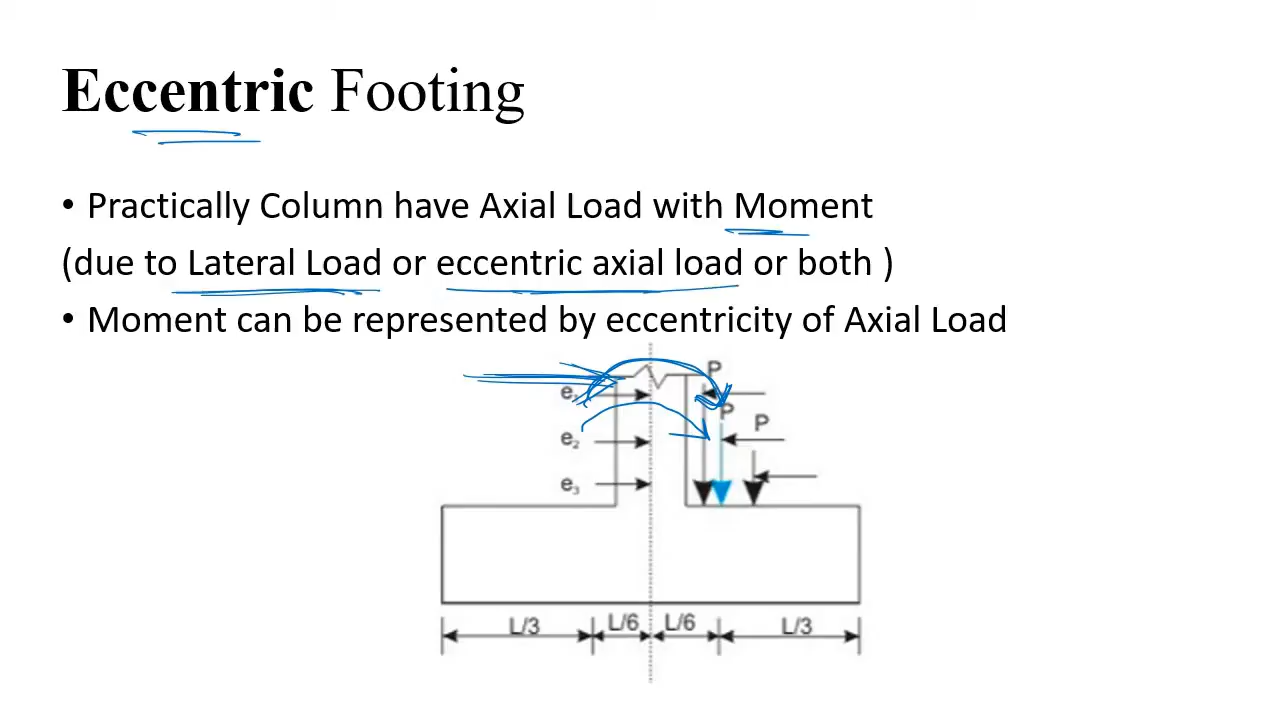 Eccentric Footing
• Practically Column have Axial Load with Moment
(due to Lateral Load or eccentric axial load or both )
• Moment can be represented by eccentricity of Axial Load
P
P
e₂ P
e₃
L/3 L/6 L/6 L/3